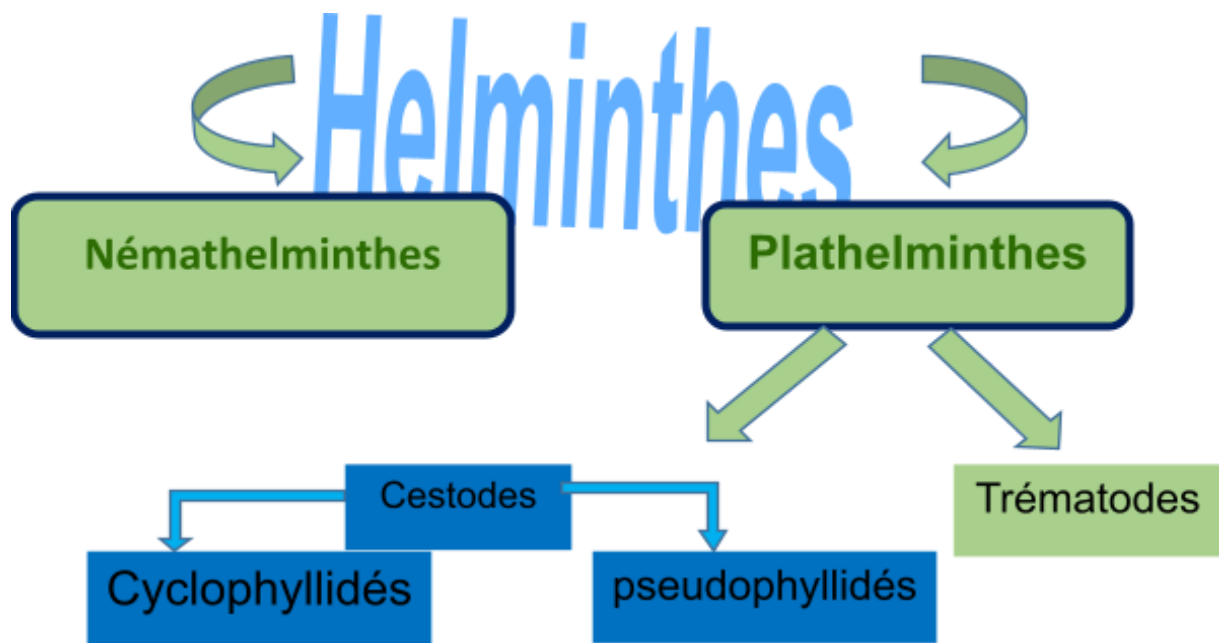 Helminthes
Némathelminthes
Plathelminthes
Cestodes
Trématodes
Cyclophyllidés
pseudophyllidés